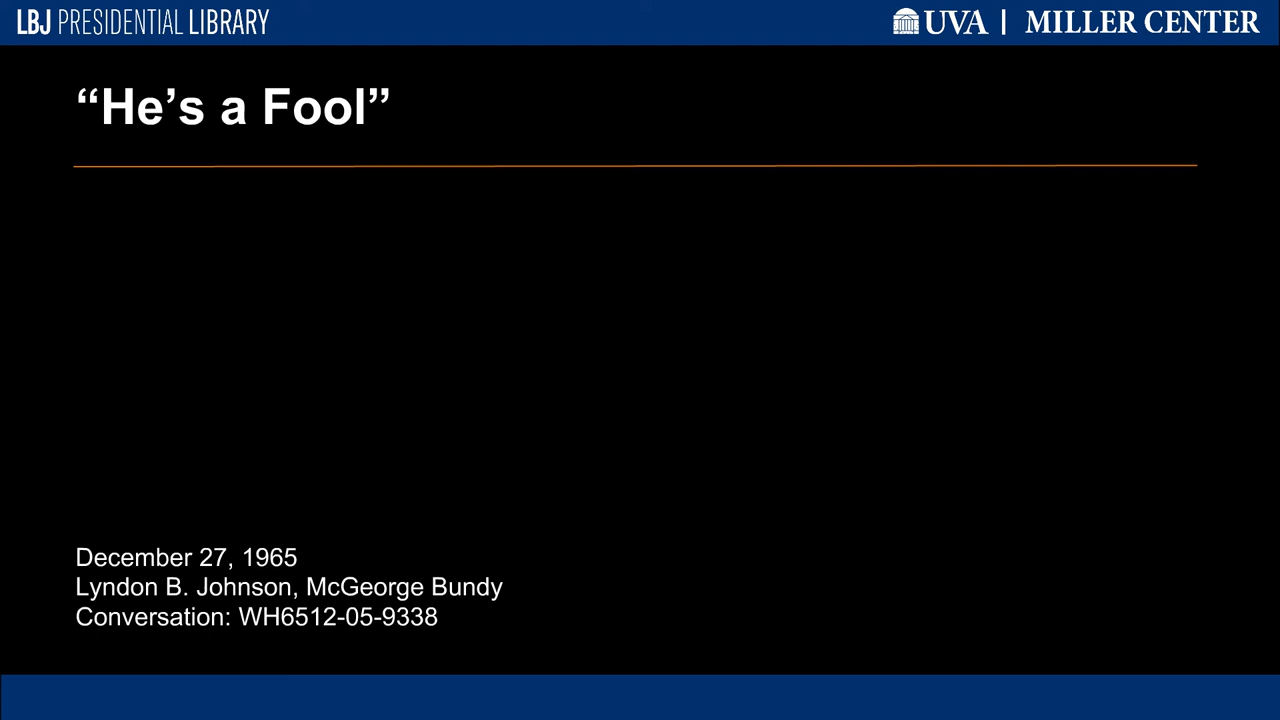 LBJ PRESIDENTIAL LIBRARY
UVA | MILLER CENTER
“He’s a Fool”
December 27, 1965
Lyndon B. Johnson, McGeorge Bundy
Conversation: WH6512-05-9338